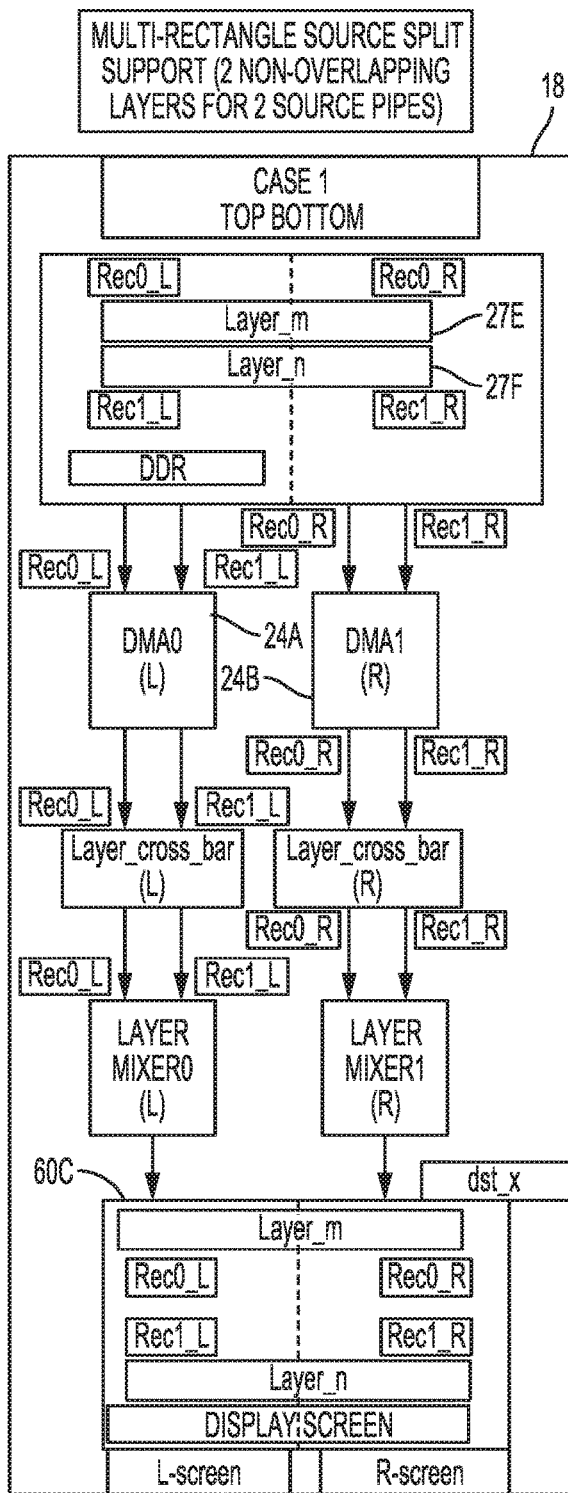 MULTI-RECTANGLE SOURCE SPLIT
SUPPORT (2 NON-OVERLAPPING
LAYERS FOR 2 SOURCE PIPES)
18
CASE 1
TOP BOTTOM
Rec0_L Rec0_R
Layer_m 27E
Layer_n 27F
Rec1_L Rec1_R
DDR
Rec0_R Rec1_R
Rec0_L Rec1_L
24A
DMA0
(L)
24B
DMA1
(R)
Rec0_R Rec1_R
Rec0_L Rec1_L
Layer_cross_bar
(L)
Layer_cross_bar
(R)
Rec0_R Rec1_R
Rec0_L Rec1_L
LAYER
MIXER0
(L)
LAYER
MIXER1
(R)
60C
dst_x
Layer_m
Rec0_L Rec0_R
Rec1_L Rec1_R
Layer_n
DISPLAY SCREEN
L-screen R-screen